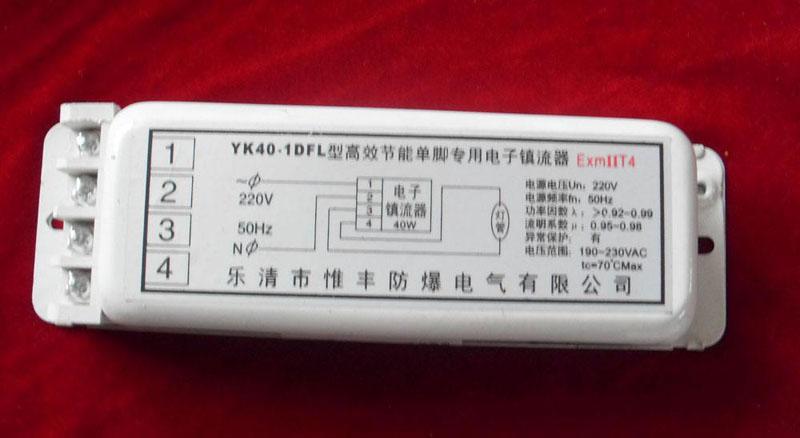 YK40-1DFL型高效节能单脚专用电子镇流器 ExmIIT4
1
2
3
4
~φ
220V
50Hz
Nφ
1
2
3
4
电子
镇流器
40W
灯管
电源电压Un: 220V
电源频率fn: 50Hz
功率因数λ: >0.92-0.99
流明系数μ: 0.95-0.98
异常保护: 有
电压范围: 190-230VAC
tc=70℃Max
乐清市惟丰防爆电气有限公司